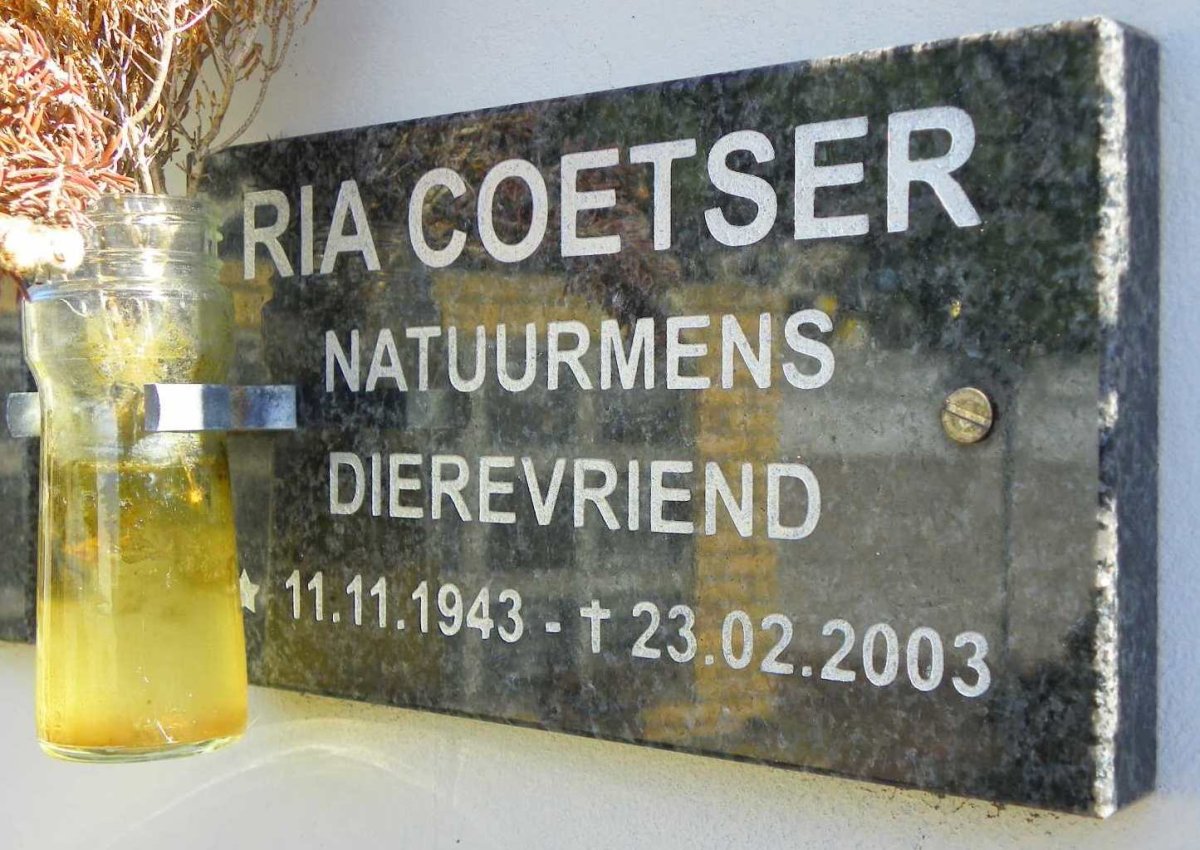 RIA COETSER
NATUURMENS
DIEREVRIEND
★ 11.11.1943 - ✝ 23.02.2003